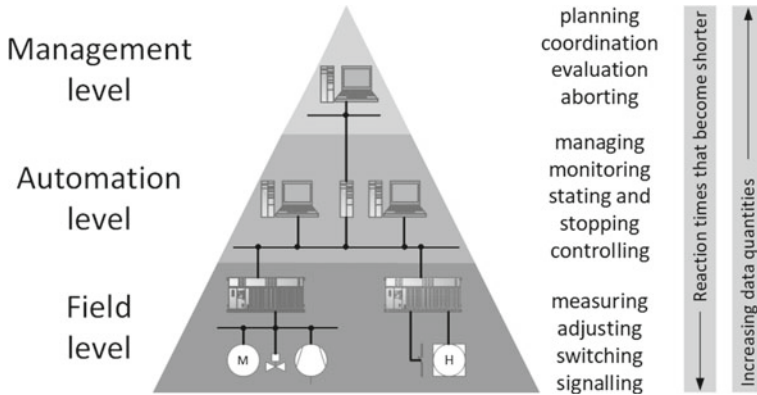 Management
level
planning
coordination
evaluation
aborting
Automation
level
managing
monitoring
stating and
stopping
controlling
Field
level
measuring
adjusting
switching
signalling
M
H
Reaction times that become shorter
Increasing data quantities